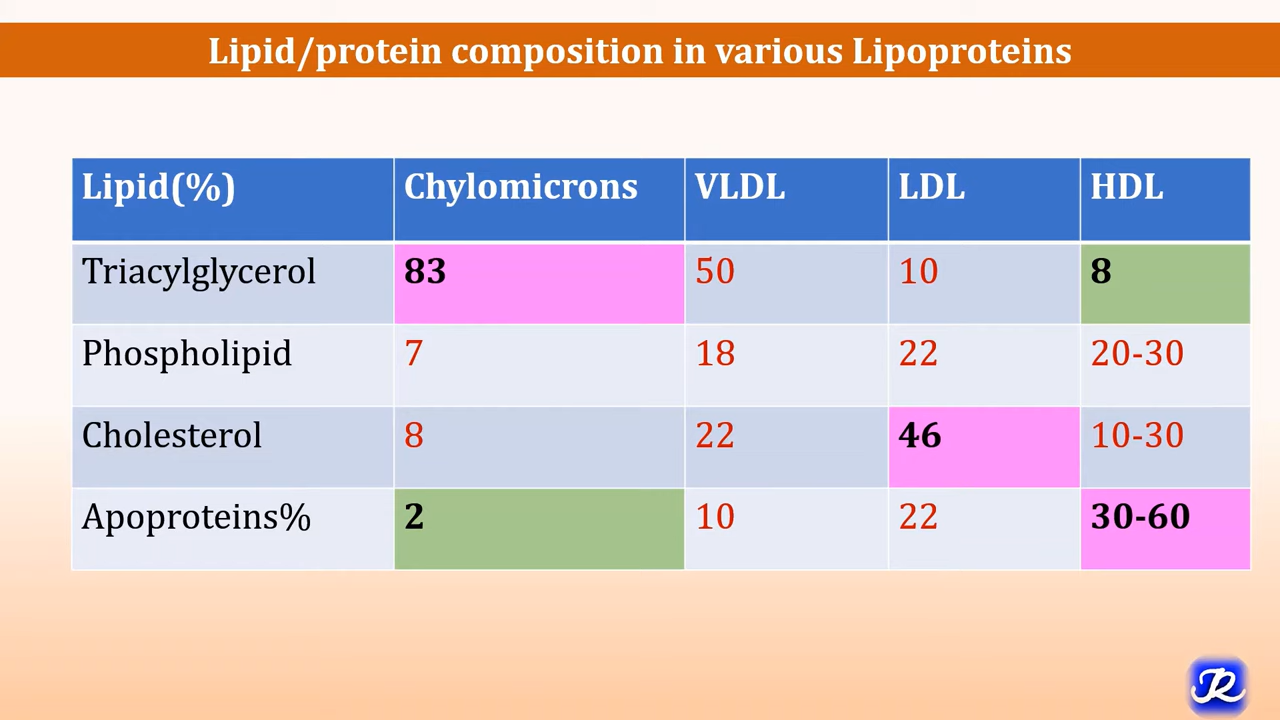 Lipid/protein composition in various Lipoproteins
Lipid(%) Chylomicrons VLDL LDL HDL
Triacylglycerol 83 50 10 8
Phospholipid 7 18 22 20-30
Cholesterol 8 22 46 10-30
Apoproteins% 2 10 22 30-60